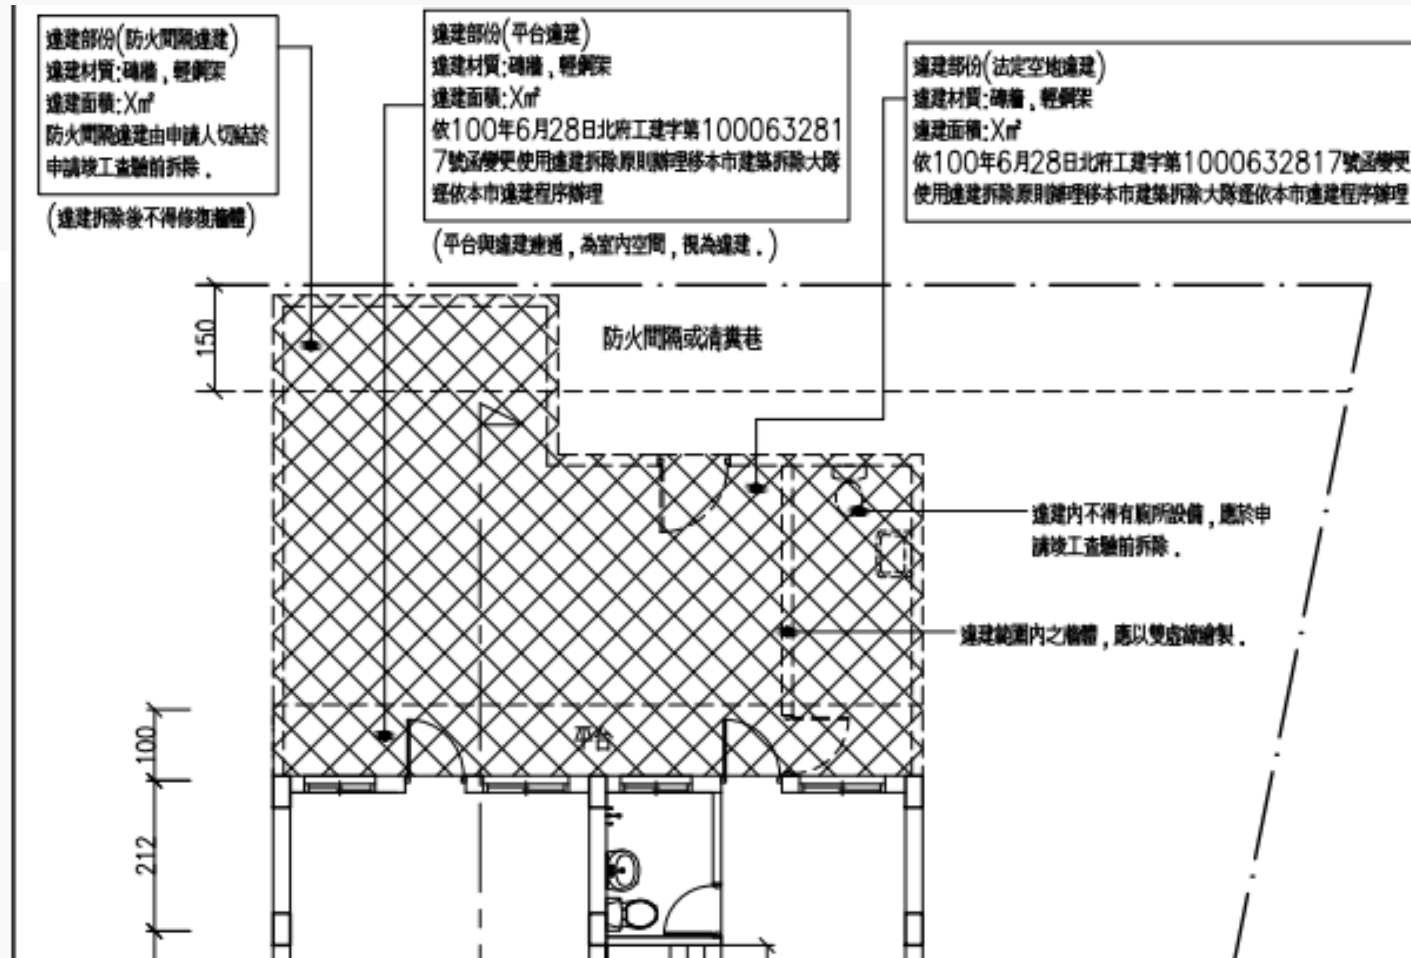 違建部份(防火間隔違建)
違建材質:磚牆,輕鋼架
違建面積:X㎡
防火間隔違建由申請人切結於
申請竣工查驗前拆除.
(違建拆除後不得修復牆體)
違建部份(平台違建)
違建材質:磚牆,輕鋼架
違建面積:X㎡
依100年6月28日北府工建字第100063281
7號函變更使用違建拆除原則辦理移本市建築拆除大隊
逕依本市違建程序辦理
(平台與違建連通,為室內空間,視為違建.)
違建部份(法定空地違建)
違建材質:磚牆,輕鋼架
違建面積:X㎡
依100年6月28日北府工建字第1000632817號函變更
使用違建拆除原則辦理移本市建築拆除大隊逕依本市違建程序辦理
150
防火間隔或清糞巷
違建內不得有廁所設備,應於申
請竣工查驗前拆除.
違建範圍內之牆體,應以雙虛線繪製.
100
平台
212